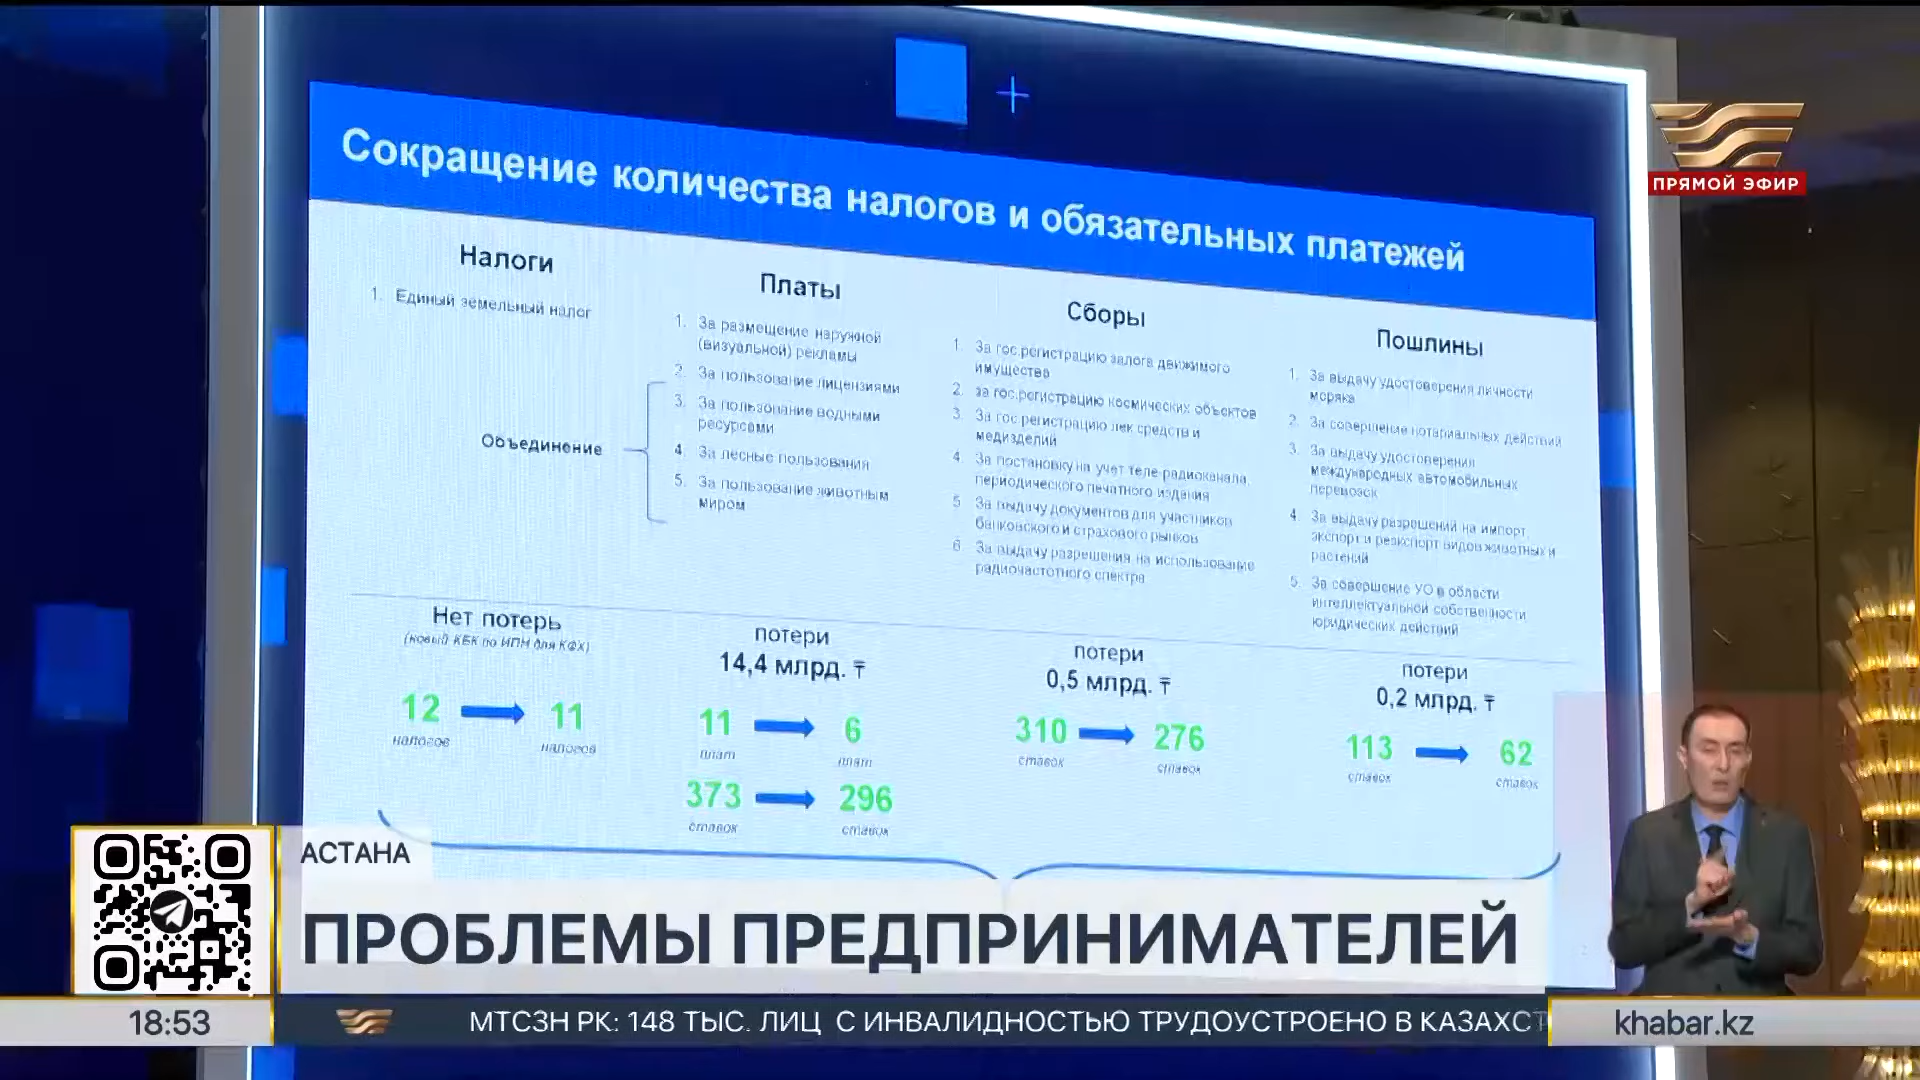 Сокращение количества налогов и обязательных платежей
ПРЯМОЙ ЭФИР
Налоги
1. Единый земельный налог
Объединение
Платы
1. За размещение наружной
(визуальной) рекламы
2. За пользование лицензиями
3. За пользование водными
ресурсами
4. За лесные пользования
5. За пользование животным
миром
Сборы
1. За гос.регистрацию залога движимого
имущества
2. за гос.регистрацию космических объектов
3. За гос.регистрацию лек средств и
медизделий
4. За постановку на учет теле-радиоканала,
периодического печатного издания
5 За выдачу документов для участников
банковского и страхового рынков
6. За выдачу разрешения на использование
радиочастотного спектра
Пошлины
1. За выдачу удостоверения личности
моряка
2. За совершение нотариальных действий
3. За выдачу удостоверения
международных автомобильных
перевозок
4. За выдачу разрешений на импорт,
экспорт и реэкспорт видов животных и
растений
5. За совершение УО в области
интеллектуальной собственности
юридических действий
Нет потерь
(новый КБК по ИПН для КФХ)
12 11
налогов налогов
потери
14,4 млрд. ₸
11 6
плат плат
373 296
ставок ставок
потери
0,5 млрд. ₸
310 276
ставок ставок
потери
0,2 млрд. ₸
113 62
ставок ставок
АСТАНА
ПРОБЛЕМЫ ПРЕДПРИНИМАТЕЛЕЙ
18:53
МТСЗН РК: 148 ТЫС. ЛИЦ С ИНВАЛИДНОСТЬЮ ТРУДОУСТРОЕНО В КАЗАХСТ
khabar.kz